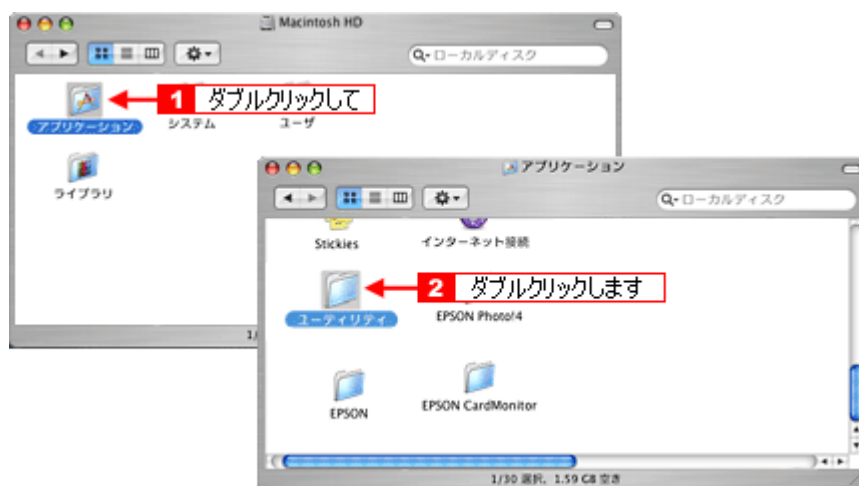 Macintosh HD
ローカルディスク
1 ダブルクリックして
アプリケーション
システム
ユーザ
ライブラリ
1/
アプリケーション
ローカルディスク
Stickies
インターネット接続
2 ダブルクリックします
ユーティリティ
EPSON Photo!4
EPSON
EPSON CardMonitor
1/30 選択、1.59 GB 空き